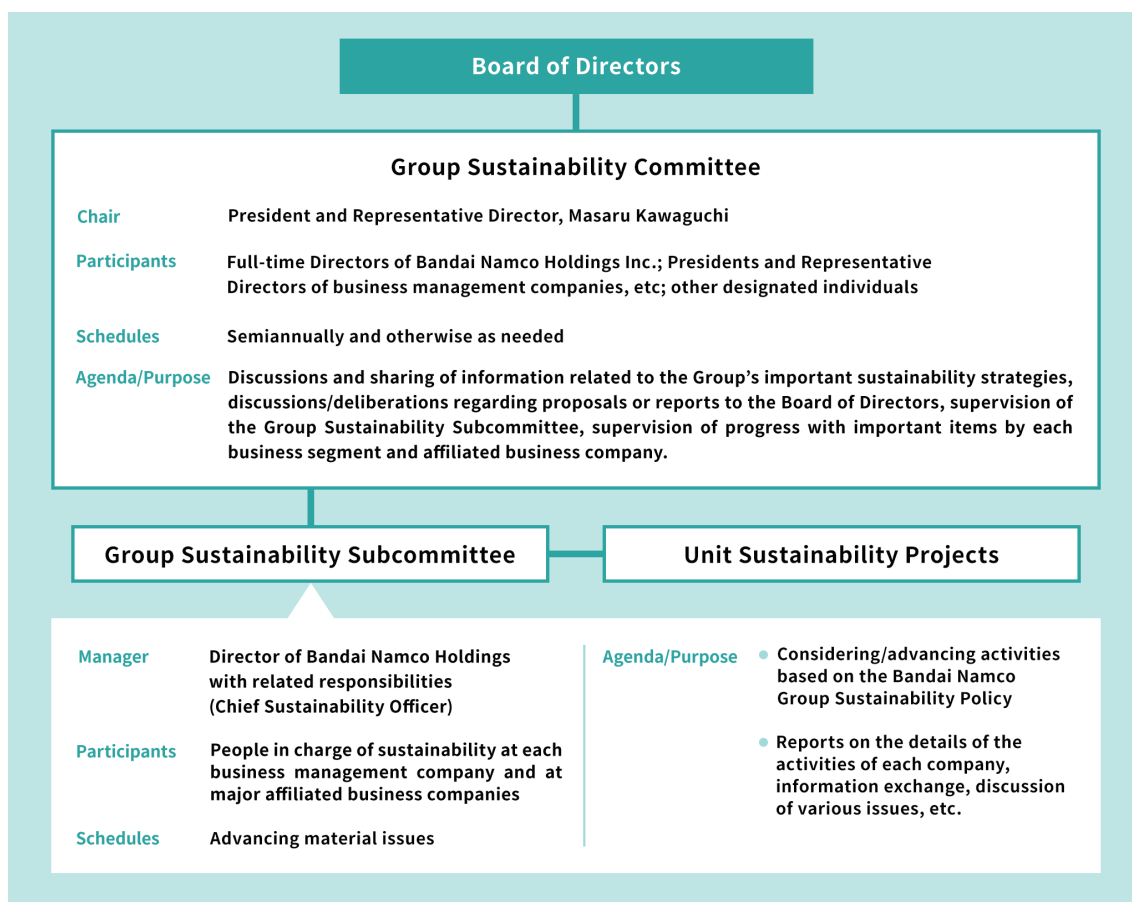 Board of Directors
Group Sustainability Committee
Chair
President and Representative Director, Masaru Kawaguchi
Participants
Full-time Directors of Bandai Namco Holdings Inc.; Presidents and Representative
Directors of business management companies, etc; other designated individuals
Schedules
Semiannually and otherwise as needed
Agenda/Purpose
Discussions and sharing of information related to the Group’s important sustainability strategies,
discussions/deliberations regarding proposals or reports to the Board of Directors, supervision of
the Group Sustainability Subcommittee, supervision of progress with important items by each
business segment and affiliated business company.
Group Sustainability Subcommittee
Unit Sustainability Projects
Manager
Director of Bandai Namco Holdings
with related responsibilities
(Chief Sustainability Officer)
Participants
People in charge of sustainability at each
business management company and at
major affiliated business companies
Schedules
Advancing material issues
Agenda/Purpose
Considering/advancing activities
based on the Bandai Namco
Group Sustainability Policy
Reports on the details of the
activities of each company,
information exchange, discussion
of various issues, etc.